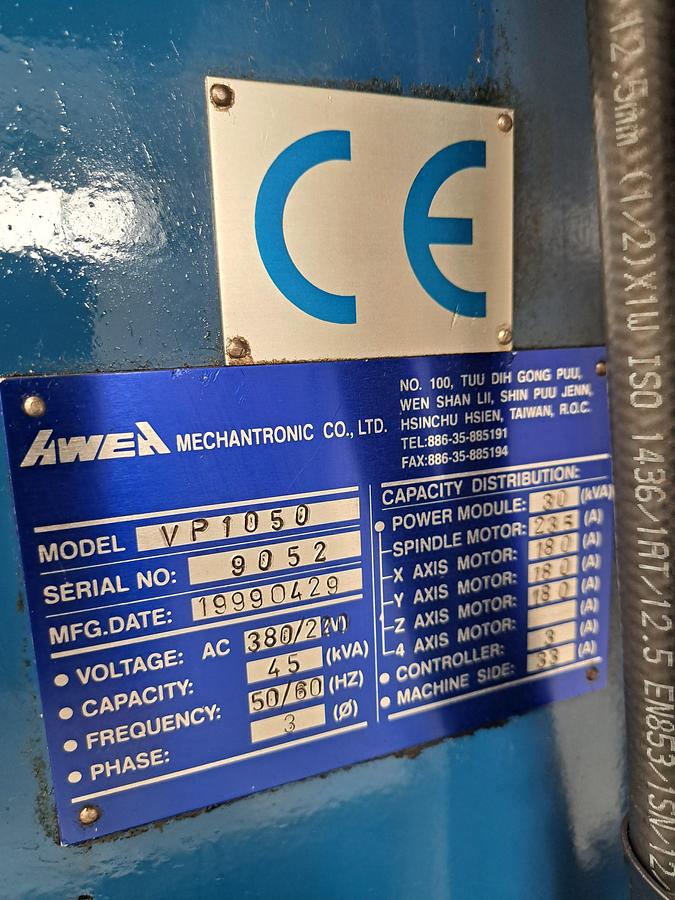 CE
AWEA MECHANTRONIC CO., LTD.
NO. 100, TUU DIH GONG PUU,
WEN SHAN LII, SHIN PUU JENN,
HSINCHU HSIEN, TAIWAN, R.O.C.
TEL:886-35-885191
FAX:886-35-885194
MODEL VP1050
SERIAL NO: 9052
MFG.DATE: 19990429
VOLTAGE: AC 380/220 (V)
CAPACITY: 45 (kVA)
FREQUENCY: 50/60 (HZ)
PHASE: 3 (Ø)
CAPACITY DISTRIBUTION:
POWER MODULE: 30 (kVA)
SPINDLE MOTOR: 235 (A)
X AXIS MOTOR: 180 (A)
Y AXIS MOTOR: 180 (A)
Z AXIS MOTOR: 180 (A)
4 AXIS MOTOR: (A)
CONTROLLER: 3 (A)
MACHINE SIDE: 33 (A)
12.5mm (1/2)X1W ISO 1436/1AT/12.5 EN853/1SN/12